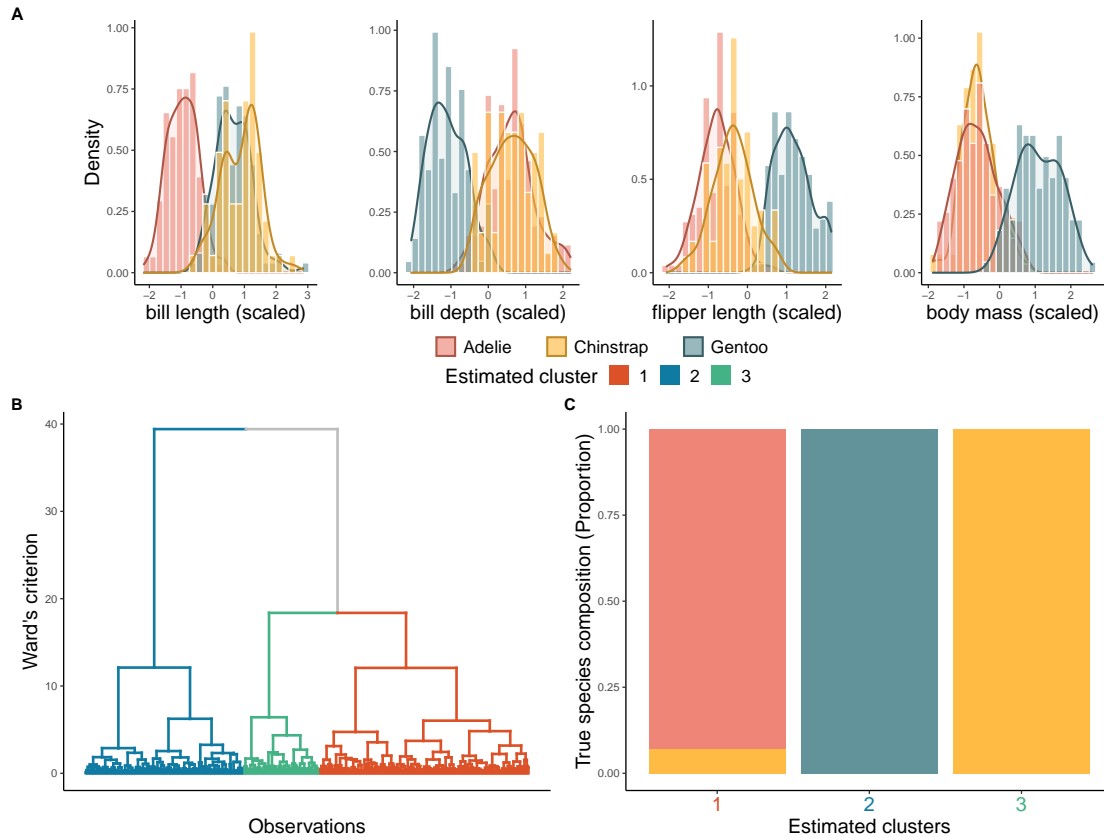 A
Density
1.00
0.75
0.50
0.25
0.00
−2 −1 0 1 2 3
bill length (scaled)
1.00
0.75
0.50
0.25
0.00
−2 −1 0 1 2
bill depth (scaled)
1.0
0.5
0.0
−2 −1 0 1 2
flipper length (scaled)
1.00
0.75
0.50
0.25
0.00
−2 −1 0 1 2
body mass (scaled)
Adelie Chinstrap Gentoo
Estimated cluster 1 2 3
B
Ward's criterion
40
30
20
10
0
Observations
C
True species composition (Proportion)
1.00
0.75
0.50
0.25
0.00
1 2 3
Estimated clusters